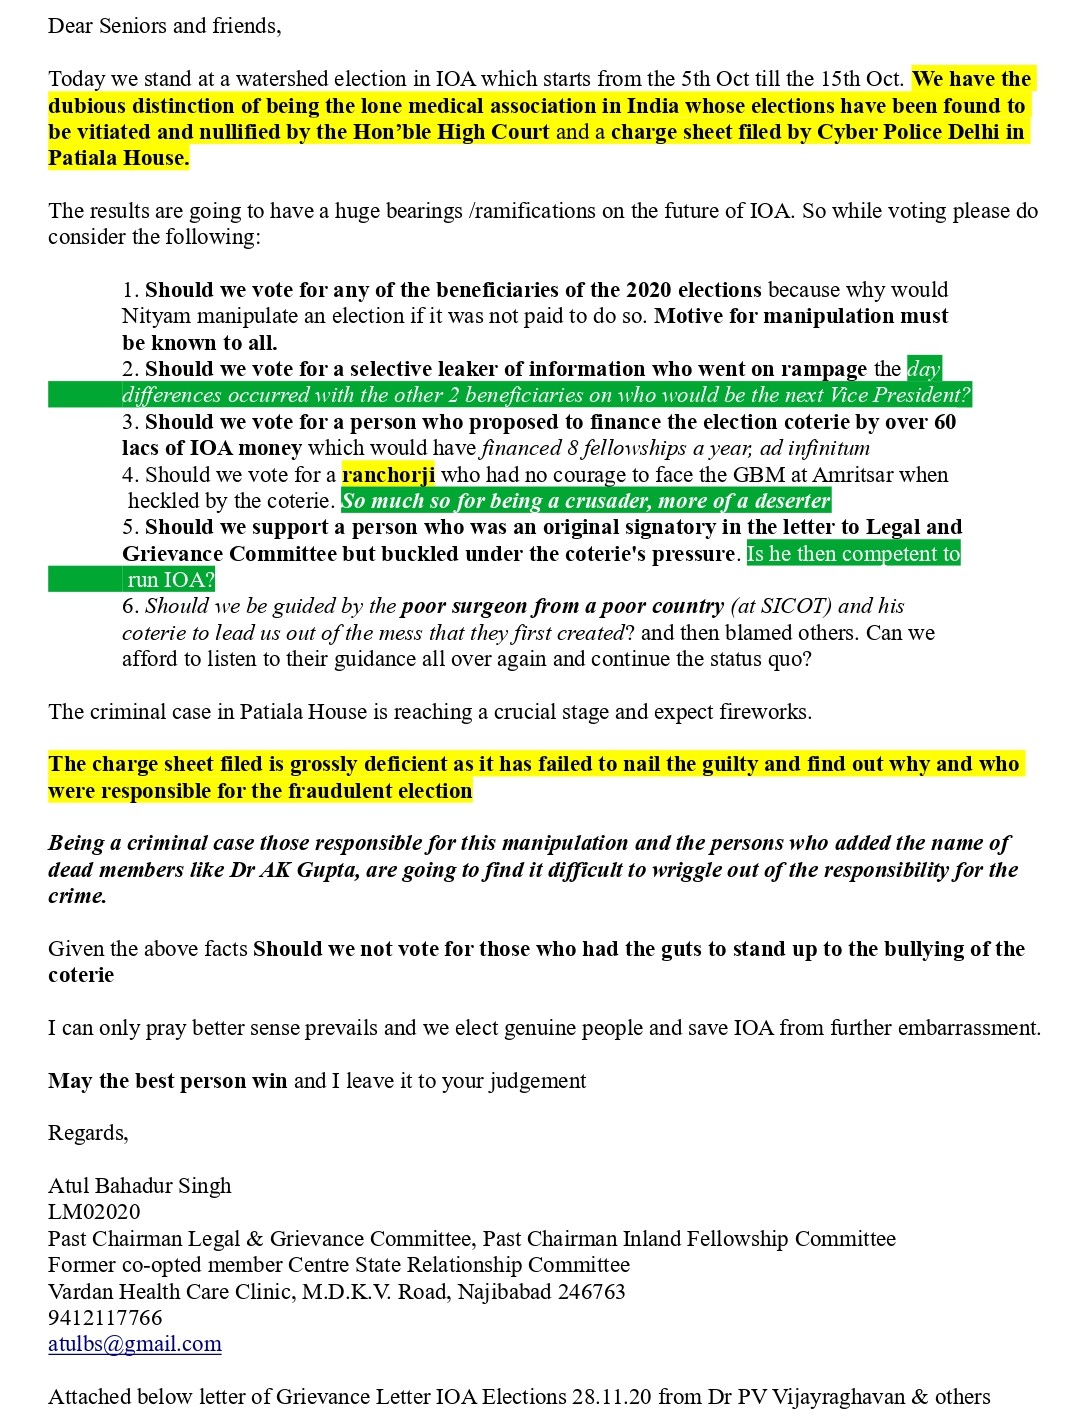 Dear Seniors and friends,
Today we stand at a watershed election in IOA which starts from the 5th Oct till the 15th Oct. We have the
dubious distinction of being the lone medical association in India whose elections have been found to
be vitiated and nullified by the Hon’ble High Court and a charge sheet filed by Cyber Police Delhi in
Patiala House.
The results are going to have a huge bearings /ramifications on the future of IOA. So while voting please do
consider the following:
1. Should we vote for any of the beneficiaries of the 2020 elections because why would
Nityam manipulate an election if it was not paid to do so. Motive for manipulation must
be known to all.
2. Should we vote for a selective leaker of information who went on rampage the day
differences occurred with the other 2 beneficiaries on who would be the next Vice President?
3. Should we vote for a person who proposed to finance the election coterie by over 60
lacs of IOA money which would have financed 8 fellowships a year, ad infinitum
4. Should we vote for a ranchorji who had no courage to face the GBM at Amritsar when
heckled by the coterie. So much so for being a crusader, more of a deserter
5. Should we support a person who was an original signatory in the letter to Legal and
Grievance Committee but buckled under the coterie's pressure. Is he then competent to
run IOA?
6. Should we be guided by the poor surgeon from a poor country (at SICOT) and his
coterie to lead us out of the mess that they first created? and then blamed others. Can we
afford to listen to their guidance all over again and continue the status quo?
The criminal case in Patiala House is reaching a crucial stage and expect fireworks.
The charge sheet filed is grossly deficient as it has failed to nail the guilty and find out why and who
were responsible for the fraudulent election
Being a criminal case those responsible for this manipulation and the persons who added the name of
dead members like Dr AK Gupta, are going to find it difficult to wriggle out of the responsibility for the
crime.
Given the above facts Should we not vote for those who had the guts to stand up to the bullying of the
coterie
I can only pray better sense prevails and we elect genuine people and save IOA from further embarrassment.
May the best person win and I leave it to your judgement
Regards,
Atul Bahadur Singh
LM02020
Past Chairman Legal & Grievance Committee, Past Chairman Inland Fellowship Committee
Former co-opted member Centre State Relationship Committee
Vardan Health Care Clinic, M.D.K.V. Road, Najibabad 246763
9412117766
atulbs@gmail.com
Attached below letter of Grievance Letter IOA Elections 28.11.20 from Dr PV Vijayraghavan & others